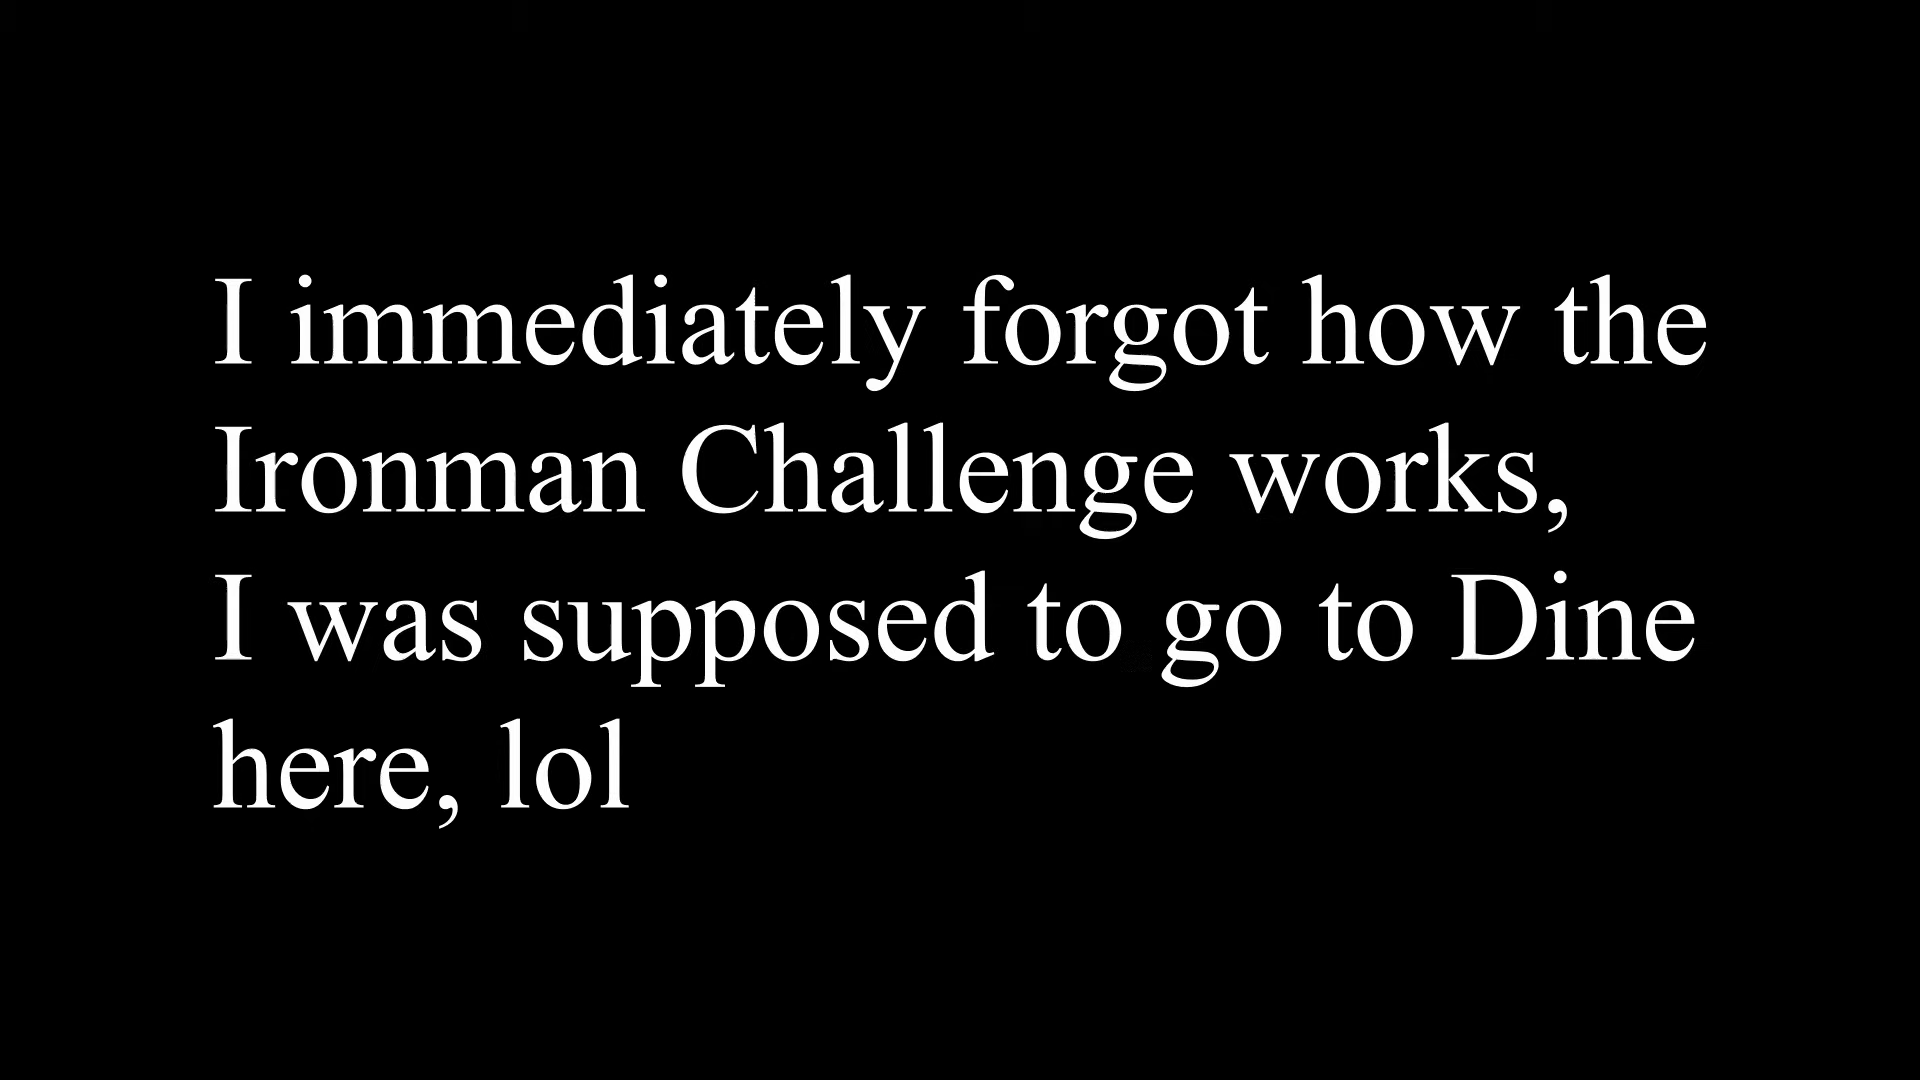 I immediately forgot how the
Ironman Challenge works,
I was supposed to go to Dine
here, lol